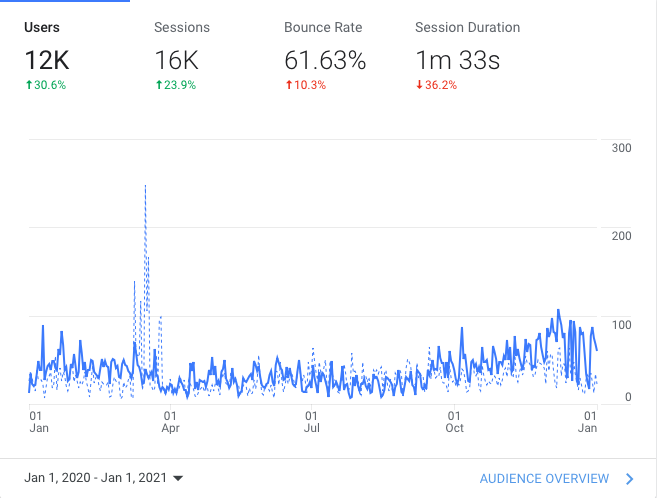 Users Sessions Bounce Rate Session Duration
12K 16K 61.63% 1m 33s
↑30.6% ↑23.9% ↑10.3% ↓36.2%
300
200
100
0
01 01 01 01 01
Jan Apr Jul Oct Jan
Jan 1, 2020 - Jan 1, 2021 AUDIENCE OVERVIEW